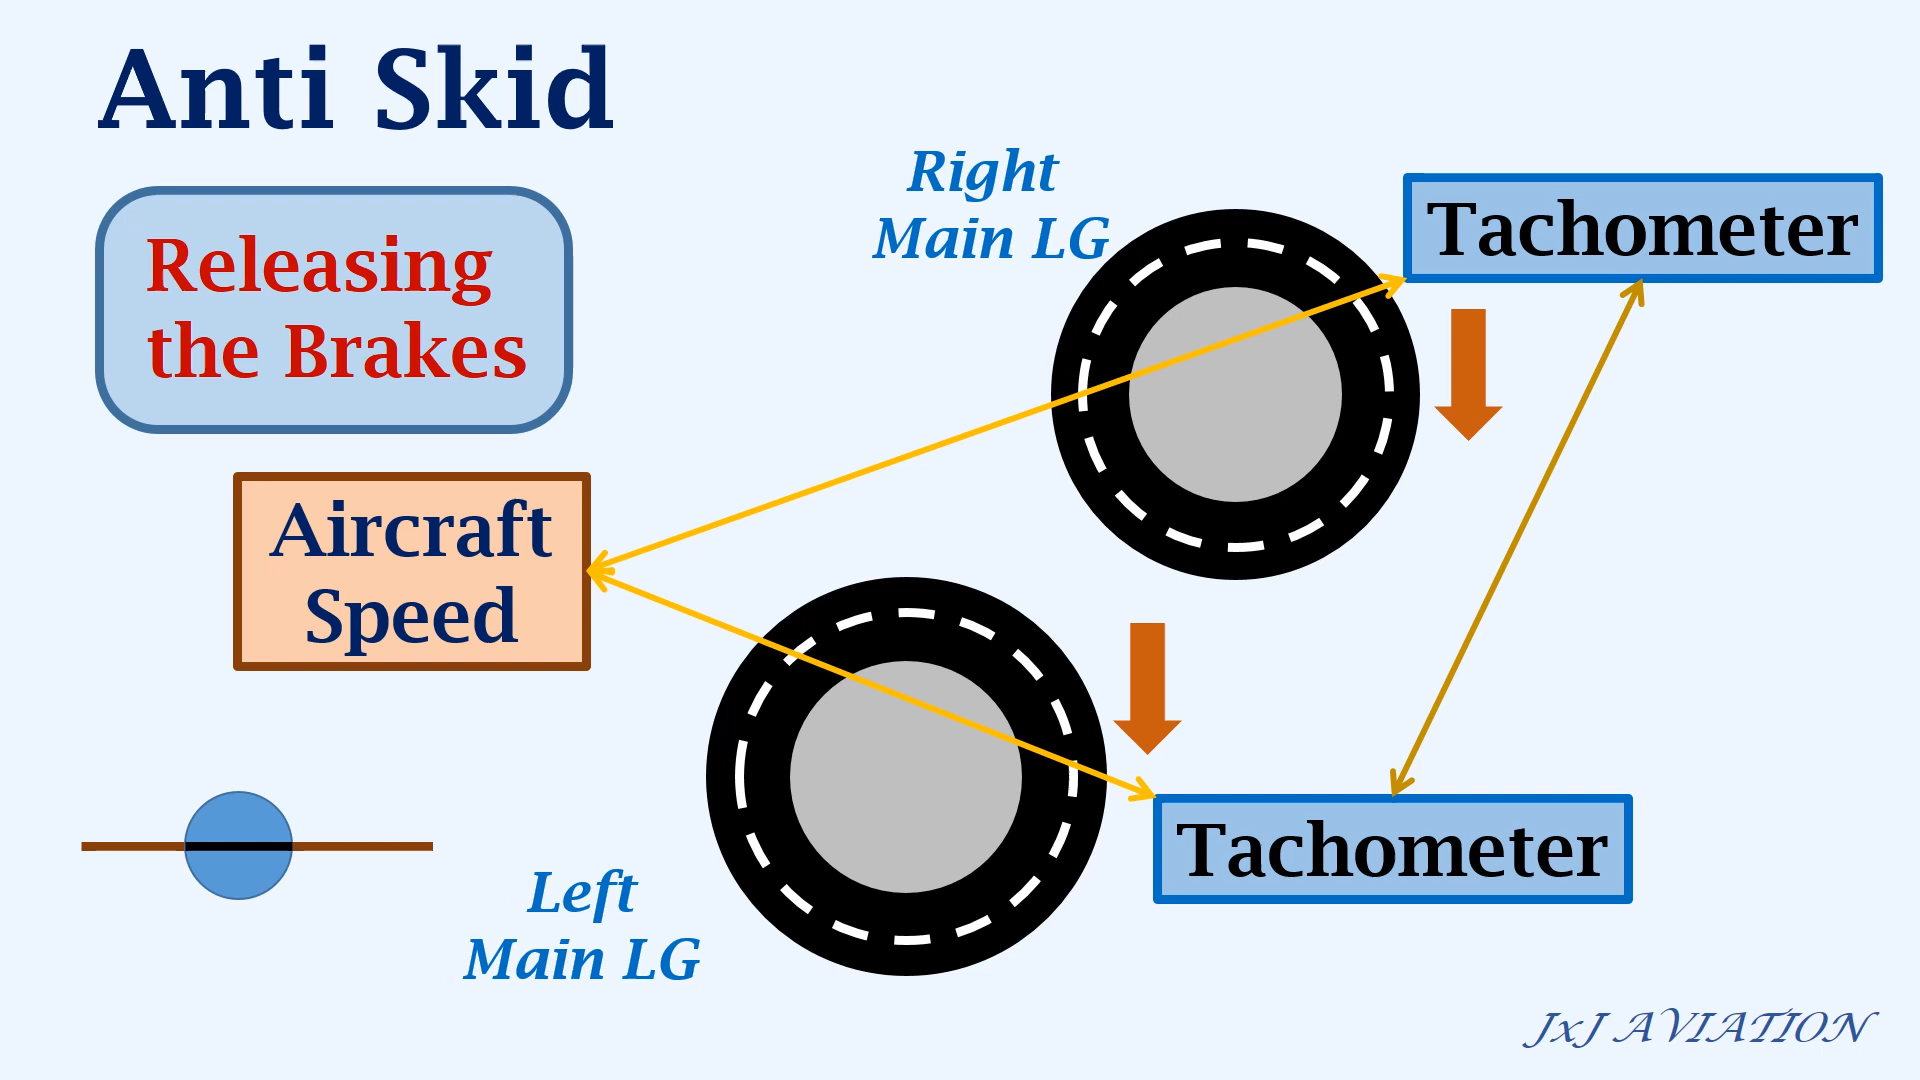 Anti Skid
Releasing
the Brakes
Right
Main LG
Tachometer
Aircraft
Speed
Tachometer
Left
Main LG
JxJ AVIATION